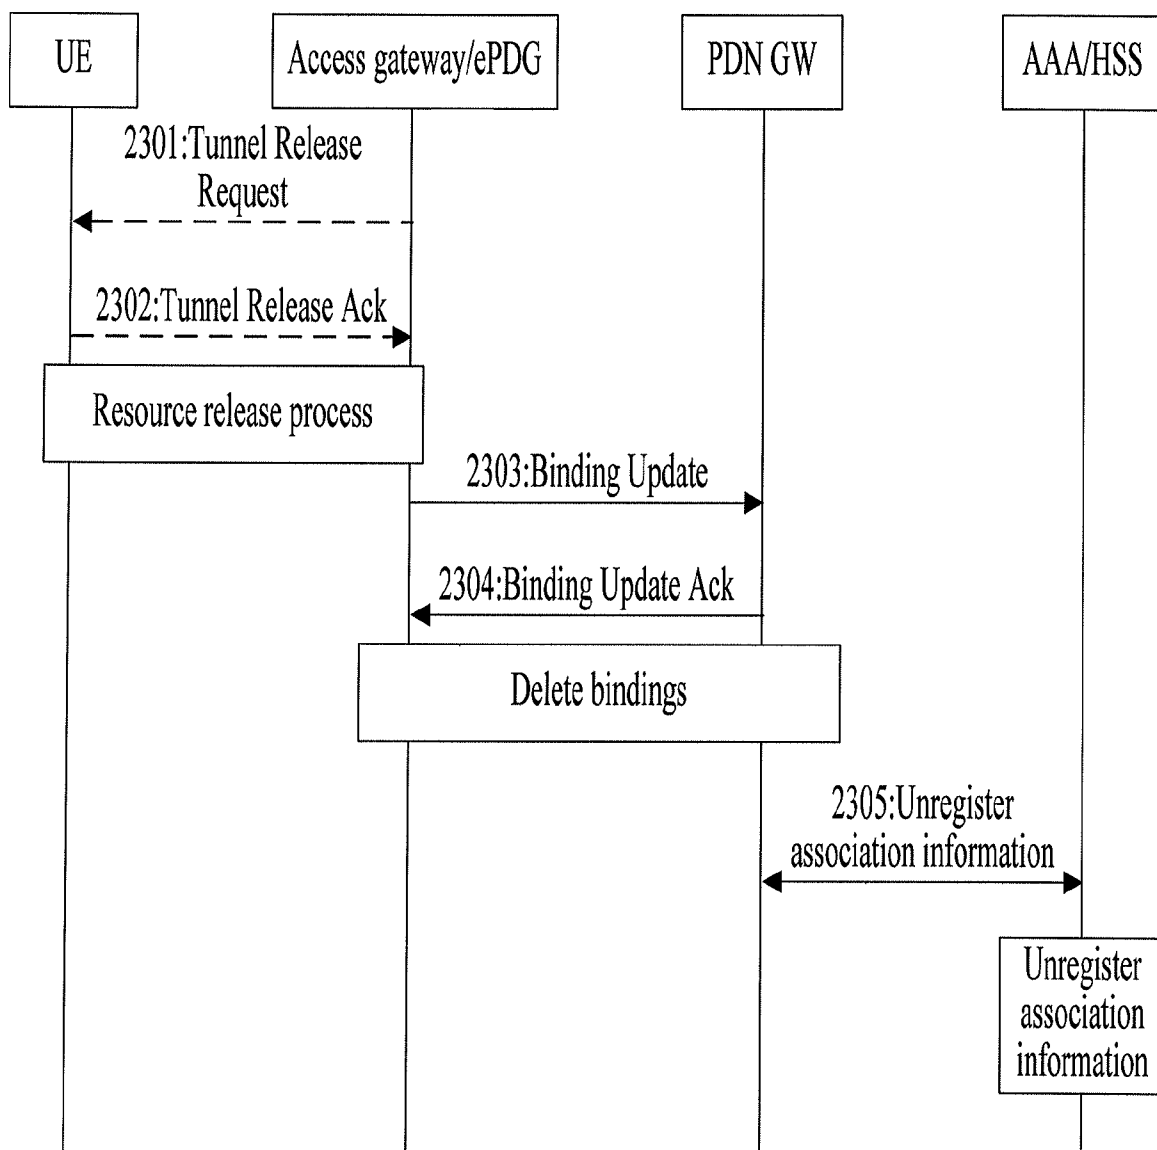 UE
Access gateway/ePDG
PDN GW
AAA/HSS
2301:Tunnel Release
Request
2302:Tunnel Release Ack
Resource release process
2303:Binding Update
2304:Binding Update Ack
Delete bindings
2305:Unregister
association information
Unregister
association
information